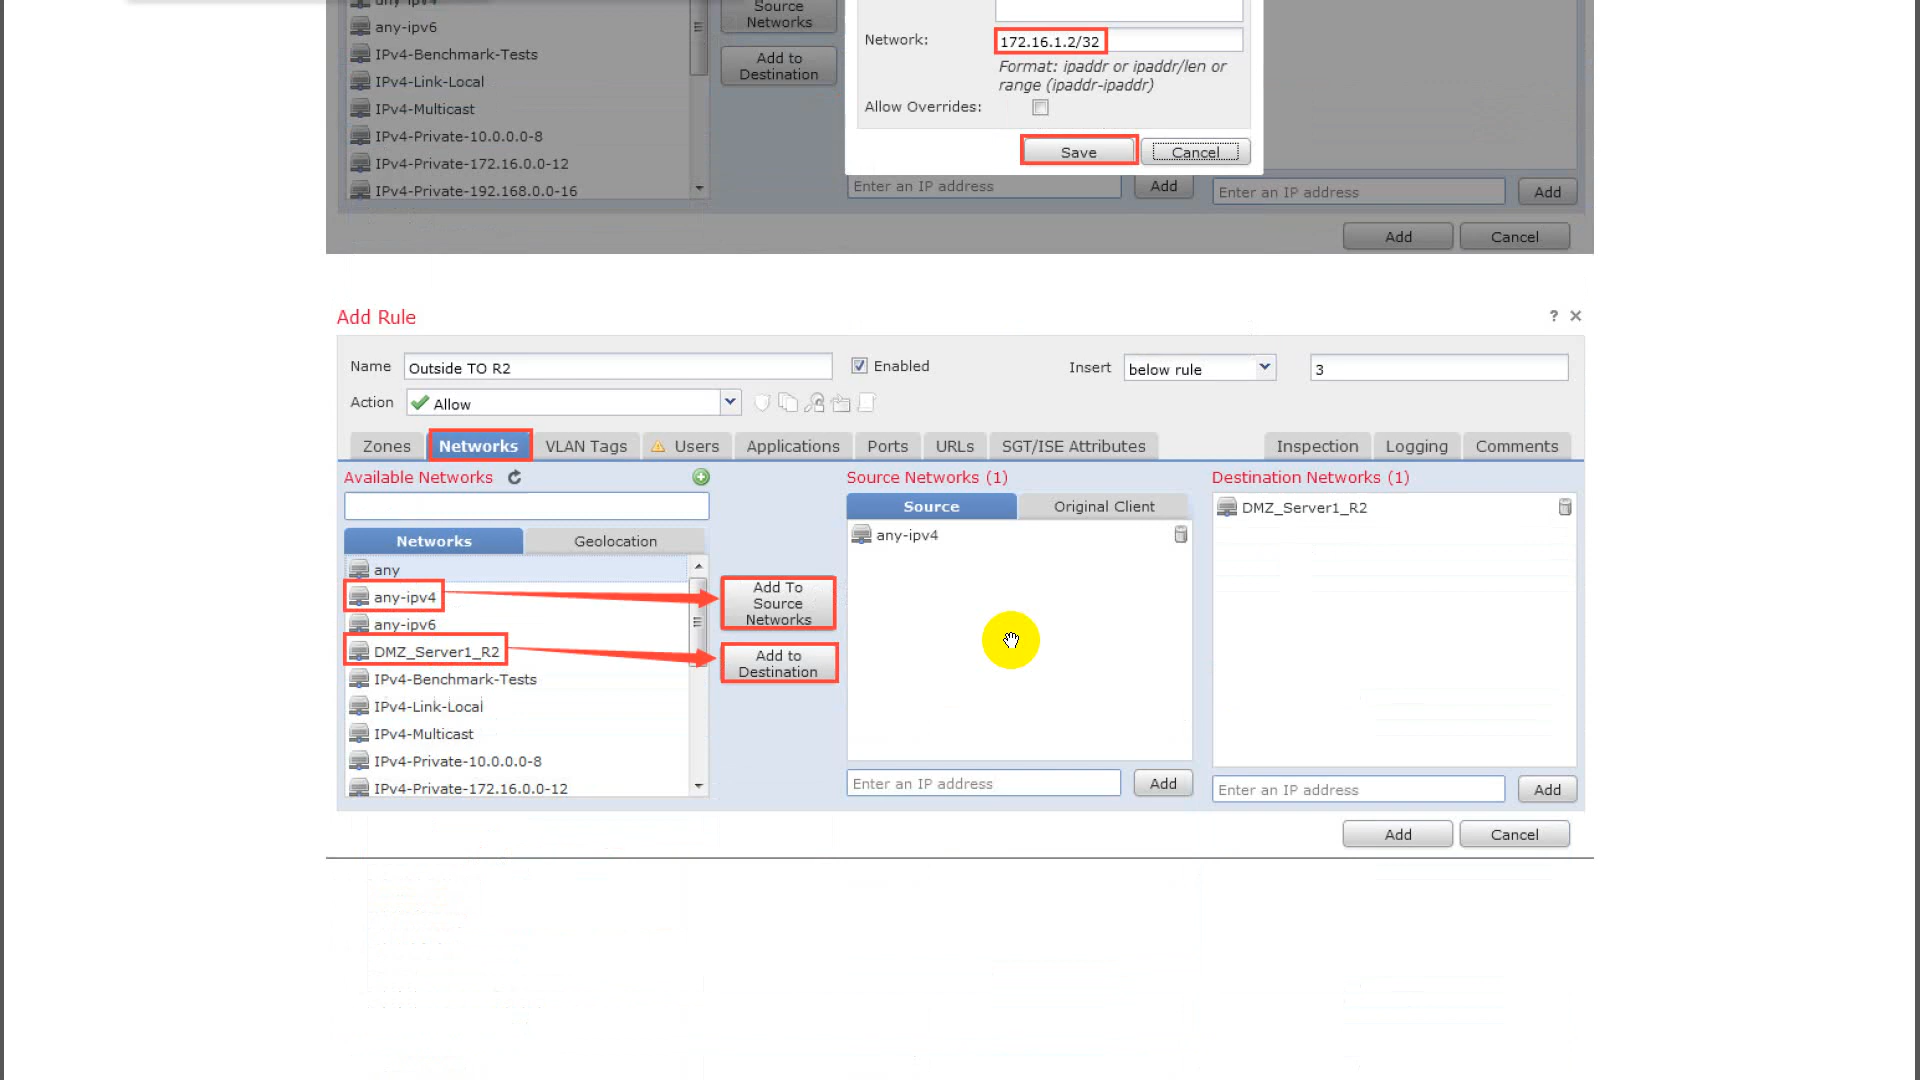 any-ipv4
any-ipv6
IPv4-Benchmark-Tests
IPv4-Link-Local
IPv4-Multicast
IPv4-Private-10.0.0.0-8
IPv4-Private-172.16.0.0-12
IPv4-Private-192.168.0.0-16
Source
Networks
Add to
Destination
Network:
172.16.1.2/32
Format: ipaddr or ipaddr/len or
range (ipaddr-ipaddr)
Allow Overrides:
Save
Cancel
Enter an IP address
Add
Enter an IP address
Add
Add
Cancel
Add Rule
? ×
Name
Outside TO R2
Enabled
Insert
below rule
3
Action
Allow
Zones
Networks
VLAN Tags
Users
Applications
Ports
URLs
SGT/ISE Attributes
Inspection
Logging
Comments
Available Networks
Networks
Geolocation
any
any-ipv4
any-ipv6
DMZ_Server1_R2
IPv4-Benchmark-Tests
IPv4-Link-Local
IPv4-Multicast
IPv4-Private-10.0.0.0-8
IPv4-Private-172.16.0.0-12
Add To
Source
Networks
Add to
Destination
Source Networks (1)
Source
Original Client
any-ipv4
Enter an IP address
Add
Destination Networks (1)
DMZ_Server1_R2
Enter an IP address
Add
Add
Cancel